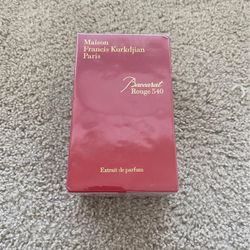 Maison
Francis Kurkdjian
Paris
Baccarat
Rouge 540
Extrait de parfum